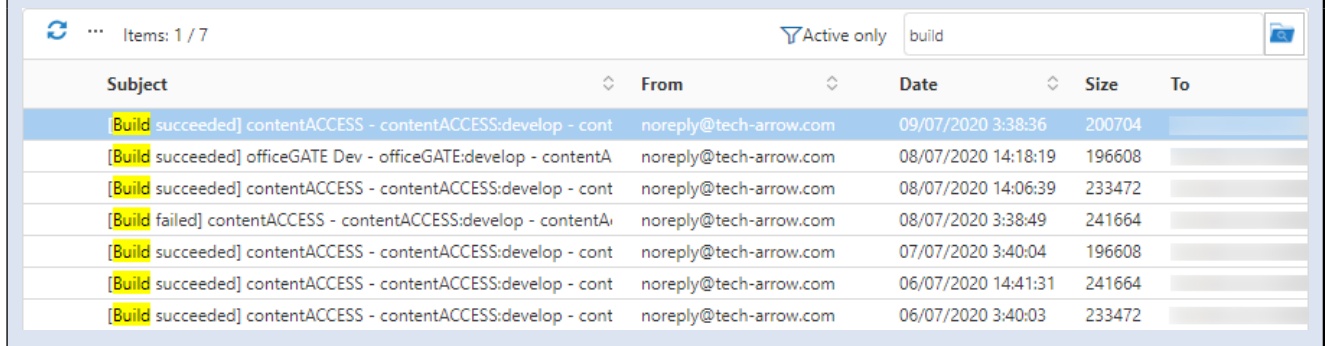 ... Items: 1 / 7 Active only build
Subject From Date Size To
[Build succeeded] contentACCESS - contentACCESS:develop - cont noreply@tech-arrow.com 09/07/2020 3:38:36 200704
[Build succeeded] officeGATE Dev - officeGATE:develop - contentA noreply@tech-arrow.com 08/07/2020 14:18:19 196608
[Build succeeded] contentACCESS - contentACCESS:develop - cont noreply@tech-arrow.com 08/07/2020 14:06:39 233472
[Build failed] contentACCESS - contentACCESS:develop - contentA noreply@tech-arrow.com 08/07/2020 3:38:49 241664
[Build succeeded] contentACCESS - contentACCESS:develop - cont noreply@tech-arrow.com 07/07/2020 3:40:04 196608
[Build succeeded] contentACCESS - contentACCESS:develop - cont noreply@tech-arrow.com 06/07/2020 14:41:31 241664
[Build succeeded] contentACCESS - contentACCESS:develop - cont noreply@tech-arrow.com 06/07/2020 3:40:03 233472